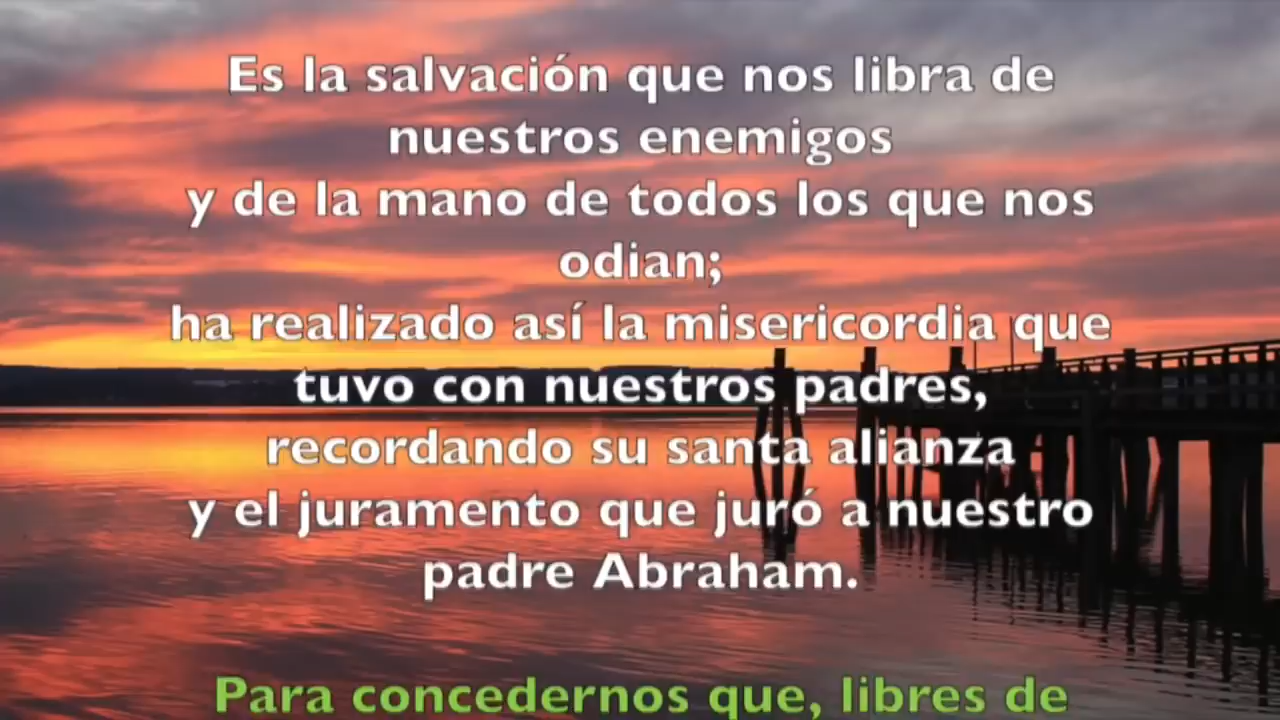 Es la salvación que nos libra de
nuestros enemigos
y de la mano de todos los que nos
odian;
ha realizado así la misericordia que
tuvo con nuestros padres,
recordando su santa alianza
y el juramento que juró a nuestro
padre Abraham.
Para concedernos que, libres de